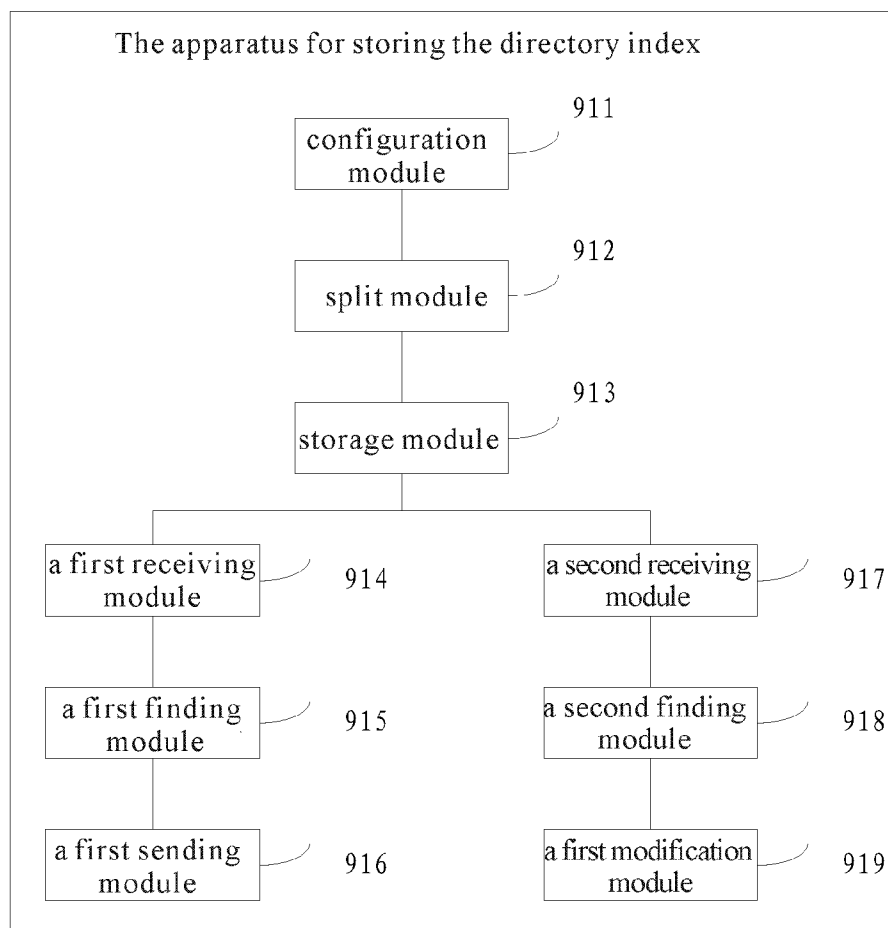 The apparatus for storing the directory index
911
configuration
module
912
split module
913
storage module
a first receiving
module
914
a second receiving
module
917
a first finding
module
915
a second finding
module
918
a first sending
module
916
a first modification
module
919